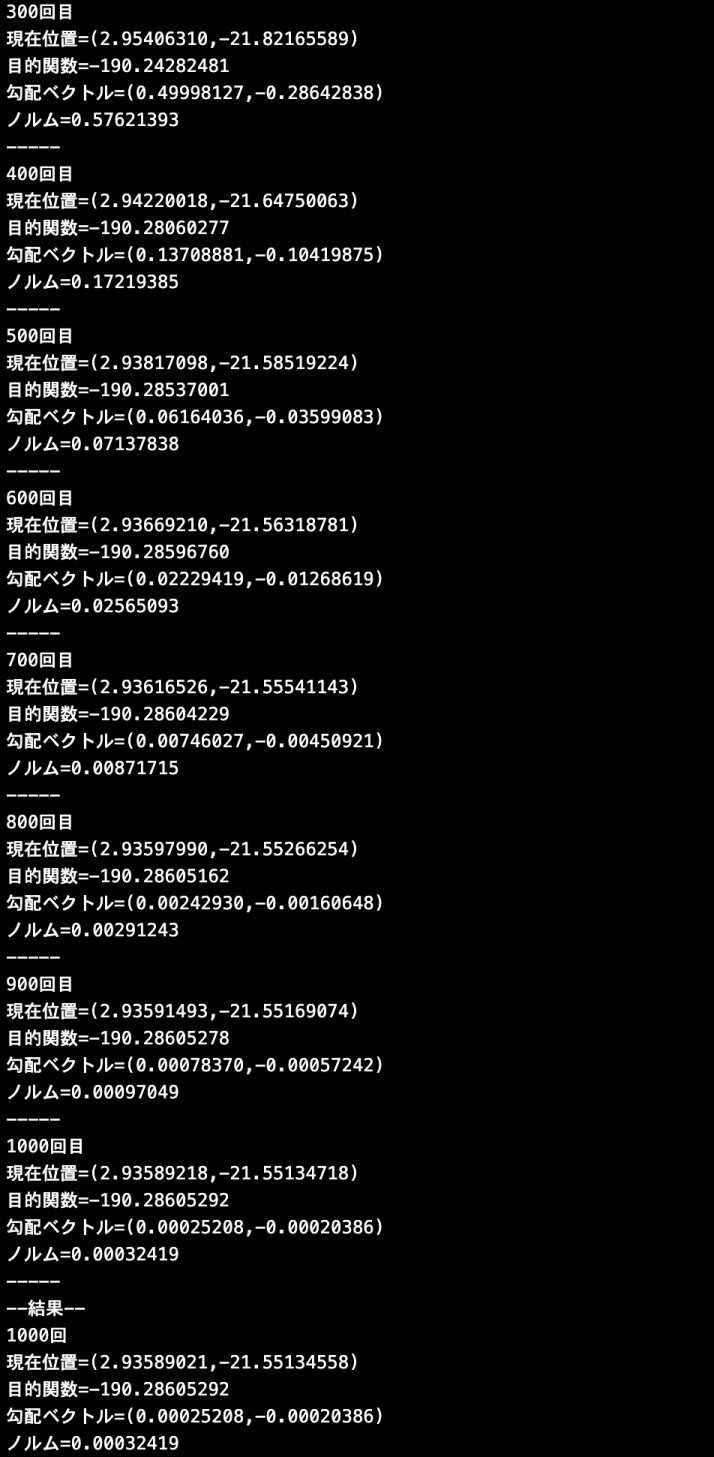 300回目
現在位置=(2.95406310,-21.82165589)
目的関数=-190.24282481
勾配ベクトル=(0.49998127,-0.28642838)
ノルム=0.57621393
-----
400回目
現在位置=(2.94220018,-21.64750063)
目的関数=-190.28060277
勾配ベクトル=(0.13708881,-0.10419875)
ノルム=0.17219385
-----
500回目
現在位置=(2.93817098,-21.58519224)
目的関数=-190.28537001
勾配ベクトル=(0.06164036,-0.03599083)
ノルム=0.07137838
-----
600回目
現在位置=(2.93669210,-21.56318781)
目的関数=-190.28596760
勾配ベクトル=(0.02229419,-0.01268619)
ノルム=0.02565093
-----
700回目
現在位置=(2.93616526,-21.55541143)
目的関数=-190.28604229
勾配ベクトル=(0.00746027,-0.00450921)
ノルム=0.00871715
-----
800回目
現在位置=(2.93597990,-21.55266254)
目的関数=-190.28605162
勾配ベクトル=(0.00242930,-0.00160648)
ノルム=0.00291243
-----
900回目
現在位置=(2.93591493,-21.55169074)
目的関数=-190.28605278
勾配ベクトル=(0.00078370,-0.00057242)
ノルム=0.00097049
-----
1000回目
現在位置=(2.93589218,-21.55134718)
目的関数=-190.28605292
勾配ベクトル=(0.00025208,-0.00020386)
ノルム=0.00032419
-----
--結果--
1000回
現在位置=(2.93589021,-21.55134558)
目的関数=-190.28605292
勾配ベクトル=(0.00025208,-0.00020386)
ノルム=0.00032419